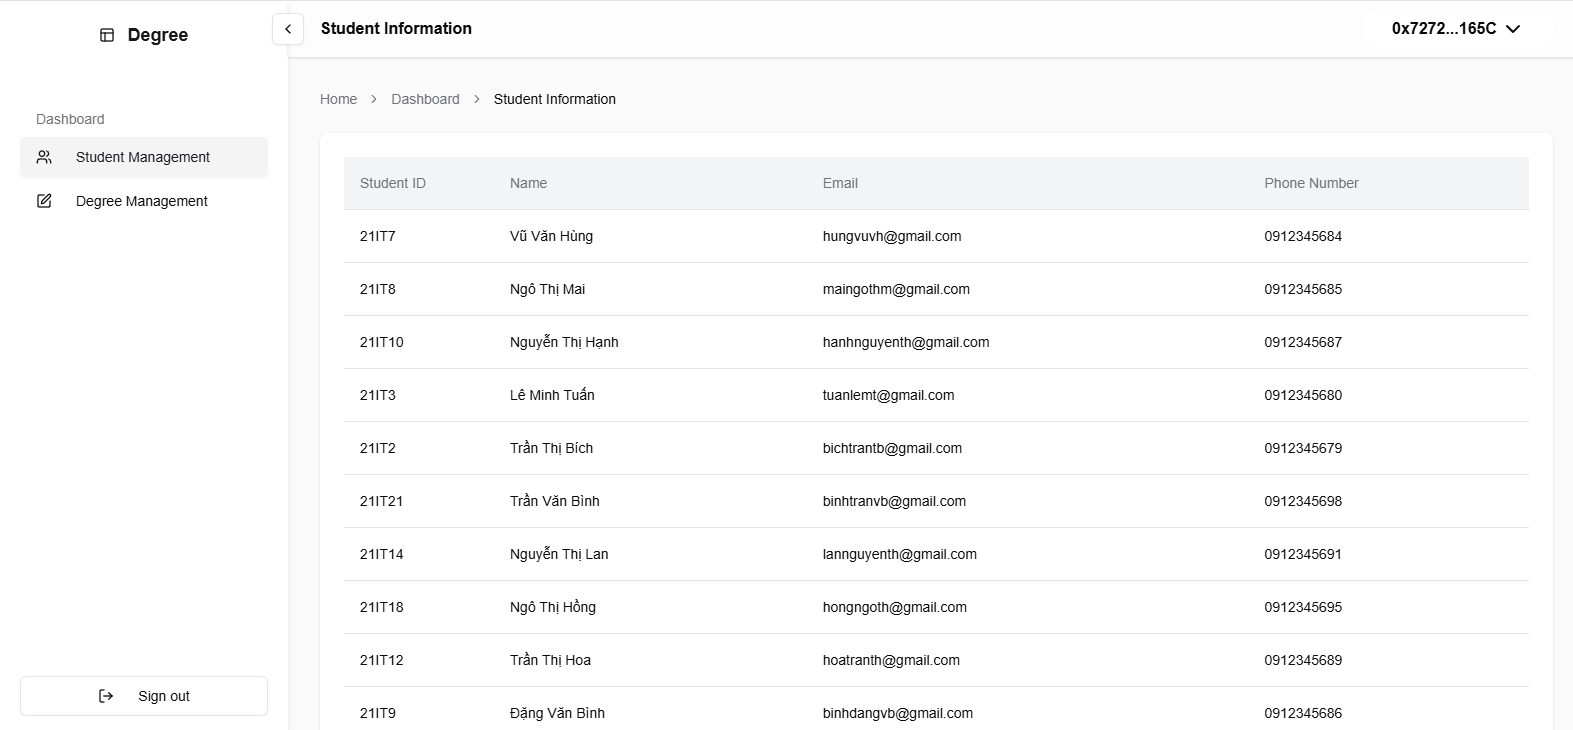 Degree
Student Information
0x7272...165C
Dashboard
Student Management
Degree Management
Sign out
Home > Dashboard > Student Information
Student ID Name Email Phone Number
21IT7 Vũ Văn Hùng hungvuvh@gmail.com 0912345684
21IT8 Ngô Thị Mai maingothm@gmail.com 0912345685
21IT10 Nguyễn Thị Hạnh hanhnguyenth@gmail.com 0912345687
21IT3 Lê Minh Tuấn tuanlemt@gmail.com 0912345680
21IT2 Trần Thị Bích bichtrantb@gmail.com 0912345679
21IT21 Trần Văn Bình binhtranvb@gmail.com 0912345698
21IT14 Nguyễn Thị Lan lannguyenth@gmail.com 0912345691
21IT18 Ngô Thị Hồng hongngoth@gmail.com 0912345695
21IT12 Trần Thị Hoa hoatranth@gmail.com 0912345689
21IT9 Đặng Văn Bình binhdangvb@gmail.com 0912345686